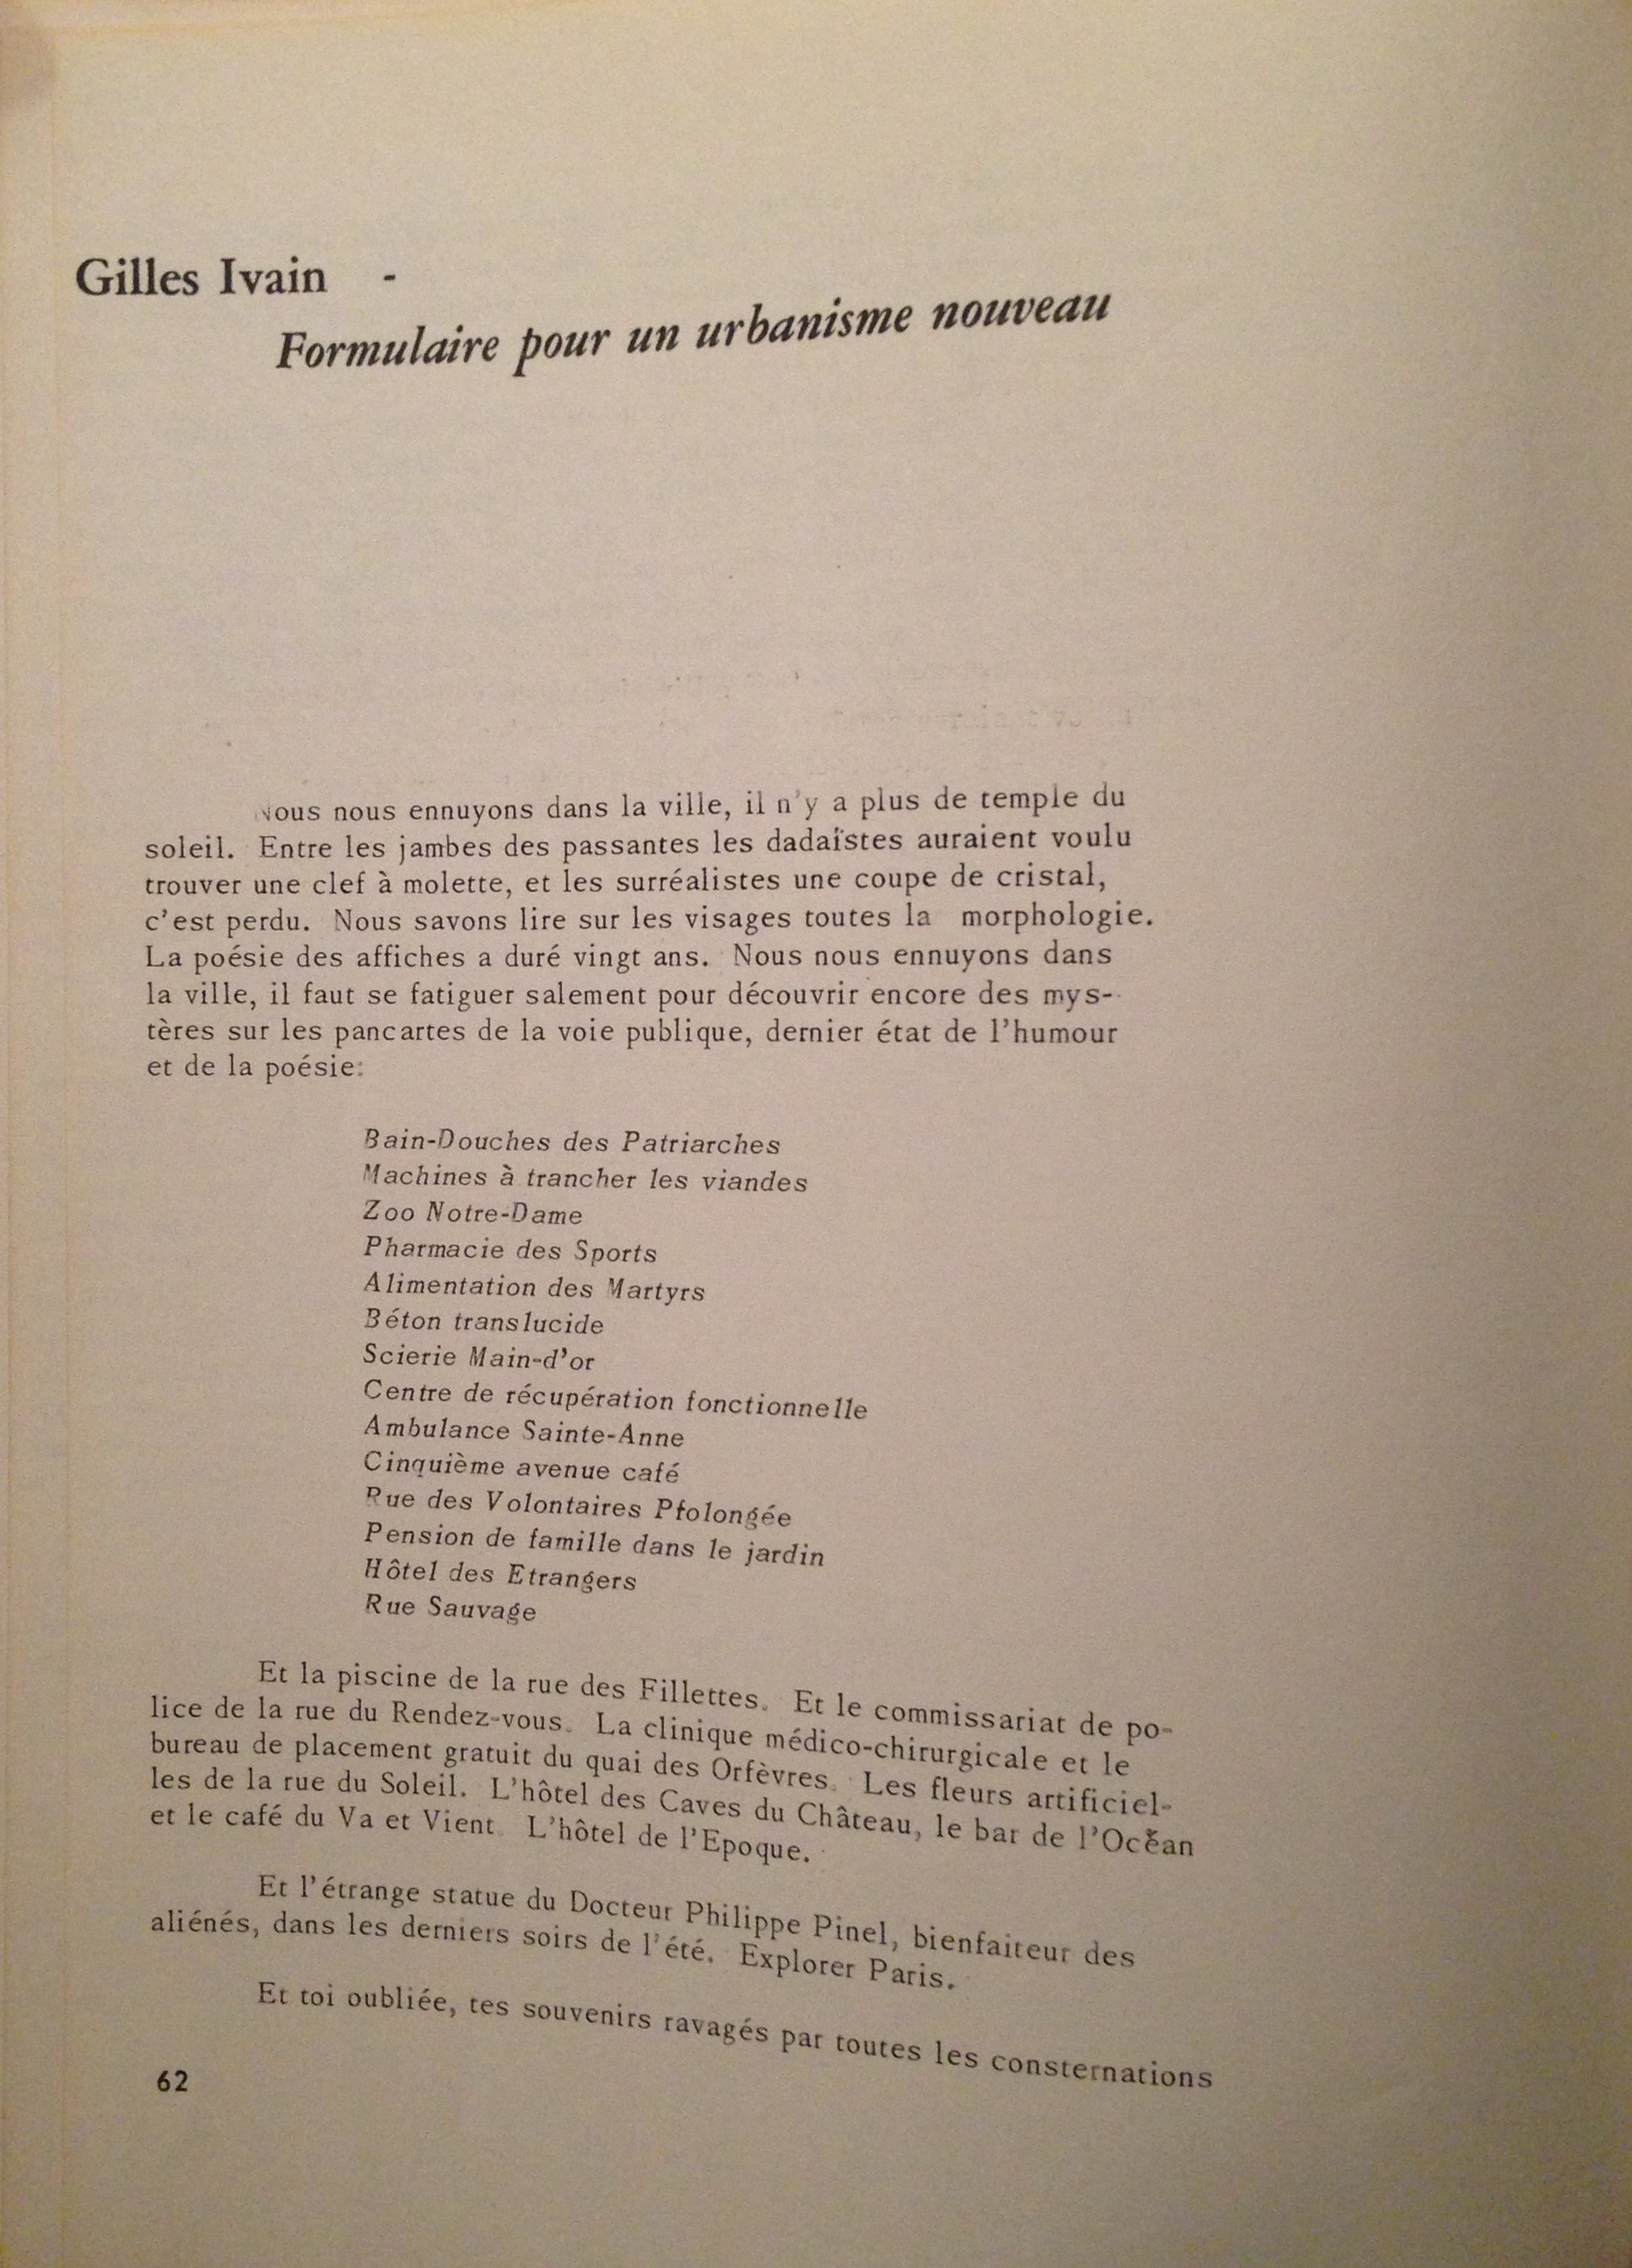 Gilles Ivain -
Formulaire pour un urbanisme nouveau
Nous nous ennuyons dans la ville, il n'y a plus de temple du
soleil. Entre les jambes des passantes les dadaïstes auraient voulu
trouver une clef à molette, et les surréalistes une coupe de cristal,
c'est perdu. Nous savons lire sur les visages toutes la morphologie.
La poésie des affiches a duré vingt ans. Nous nous ennuyons dans
la ville, il faut se fatiguer salement pour découvrir encore des mys-
tères sur les pancartes de la voie publique, dernier état de l'humour
et de la poésie:
Bain-Douches des Patriarches
Machines à trancher les viandes
Zoo Notre-Dame
Pharmacie des Sports
Alimentation des Martyrs
Béton translucide
Scierie Main-d'or
Centre de récupération fonctionnelle
Ambulance Sainte-Anne
Cinquième avenue café
Rue des Volontaires Pfolongée
Pension de famille dans le jardin
Hôtel des Etrangers
Rue Sauvage
Et la piscine de la rue des Fillettes. Et le commissariat de po-
lice de la rue du Rendez-vous. La clinique médico-chirurgicale et le
bureau de placement gratuit du quai des Orfèvres. Les fleurs artificiel-
les de la rue du Soleil. L'hôtel des Caves du Château, le bar de l'Océan
et le café du Va et Vient. L'hôtel de l'Epoque.
Et l'étrange statue du Docteur Philippe Pinel, bienfaiteur des
aliénés, dans les derniers soirs de l'été. Explorer Paris.
Et toi oubliée, tes souvenirs ravagés par toutes les consternations
62